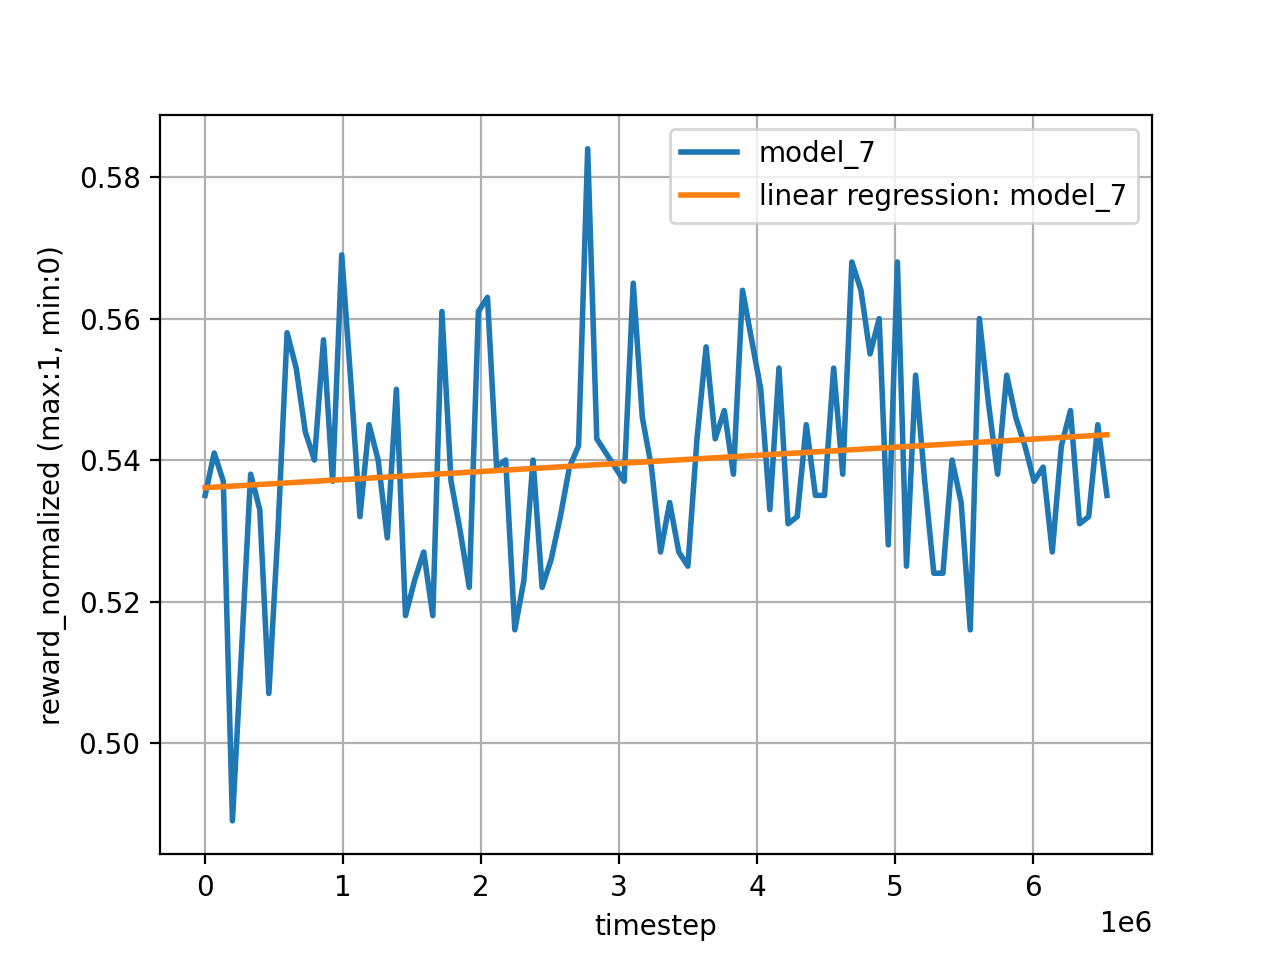 model_7
linear regression: model_7
reward_normalized (max:1, min:0)
0.58
0.56
0.54
0.52
0.50
0 1 2 3 4 5 6
1e6
timestep